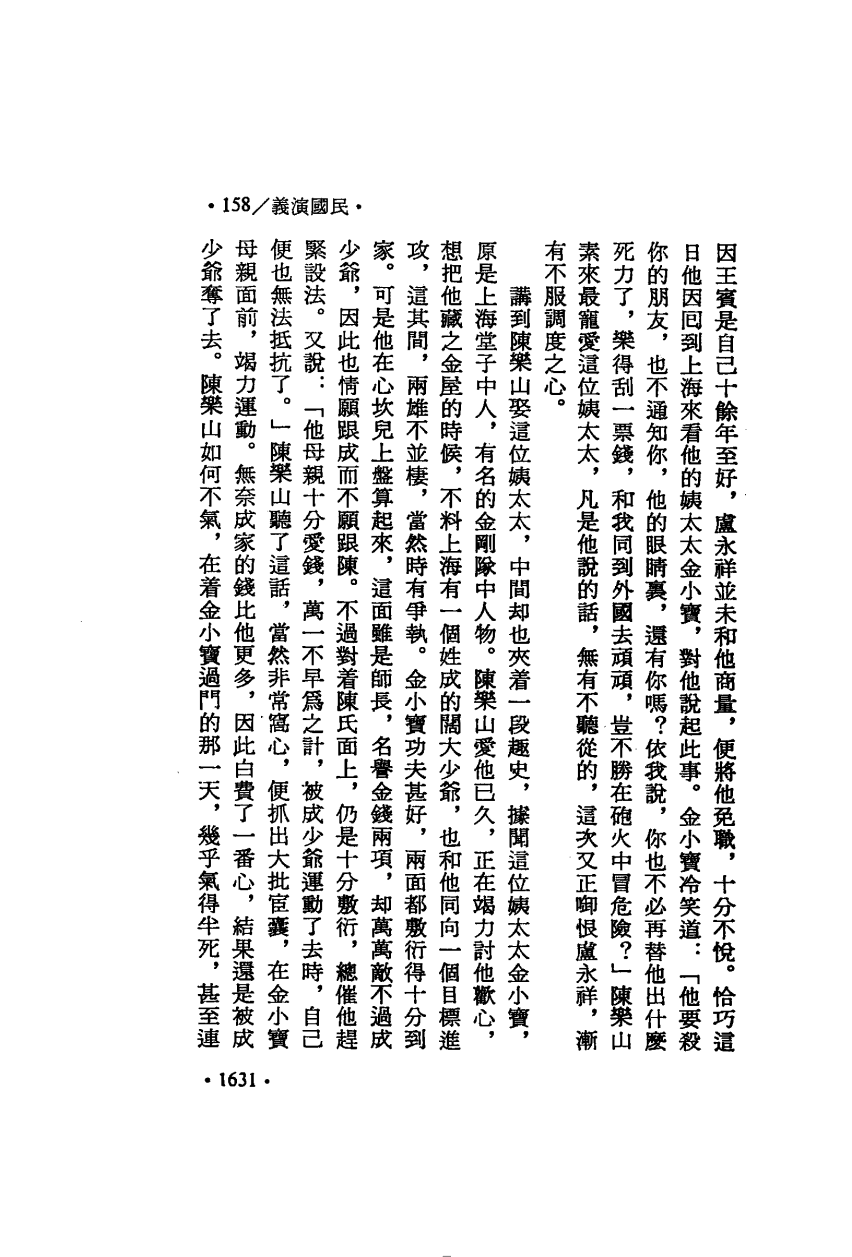 •158/義演國民•
因王賓是自己十餘年至好，盧永祥並未和他商量，便將他免職，十分不悅。恰巧這
日他因回到上海來看他的姨太太金小寶，對他說起此事。金小寶冷笑道：「他要殺
你的朋友，也不通知你，他的眼睛裏，還有你嗎？依我說，你也不必再替他出什麼
死力了，樂得刮一票錢，和我同到外國去頑頑，豈不勝在砲火中冒危險？」陳樂山
素來最寵愛這位姨太太，凡是他說的話，無有不聽從的，這次又正啣恨盧永祥，漸
有不服調度之心。
講到陳樂山娶這位姨太太，中間却也夾着一段趣史，據聞這位姨太太金小寶，
原是上海堂子中人，有名的金剛隊中人物。陳樂山愛他已久，正在竭力討他歡心，
想把他藏之金屋的時候，不料上海有一個姓成的闊大少爺，也和他同向一個目標進
攻，這其間，兩雄不並棲，當然時有爭執。金小寶功夫甚好，兩面都敷衍得十分到
家。可是他在心坎兒上盤算起來，這面雖是師長，名譽金錢兩項，却萬萬敵不過成
少爺，因此也情願跟成而不願跟陳。不過對着陳氏面上，仍是十分敷衍，總催他趕
緊設法。又說：「他母親十分愛錢，萬一不早爲之計，被成少爺運動了去時，自己
便也無法抵抗了。」陳樂山聽了這話，當然非常窩心，便抓出大批宦囊，在金小寶
母親面前，竭力運動。無奈成家的錢比他更多，因此白費了一番心，結果還是被成
少爺奪了去。陳樂山如何不氣，在着金小寶過門的那一天，幾乎氣得半死，甚至連
•1631•